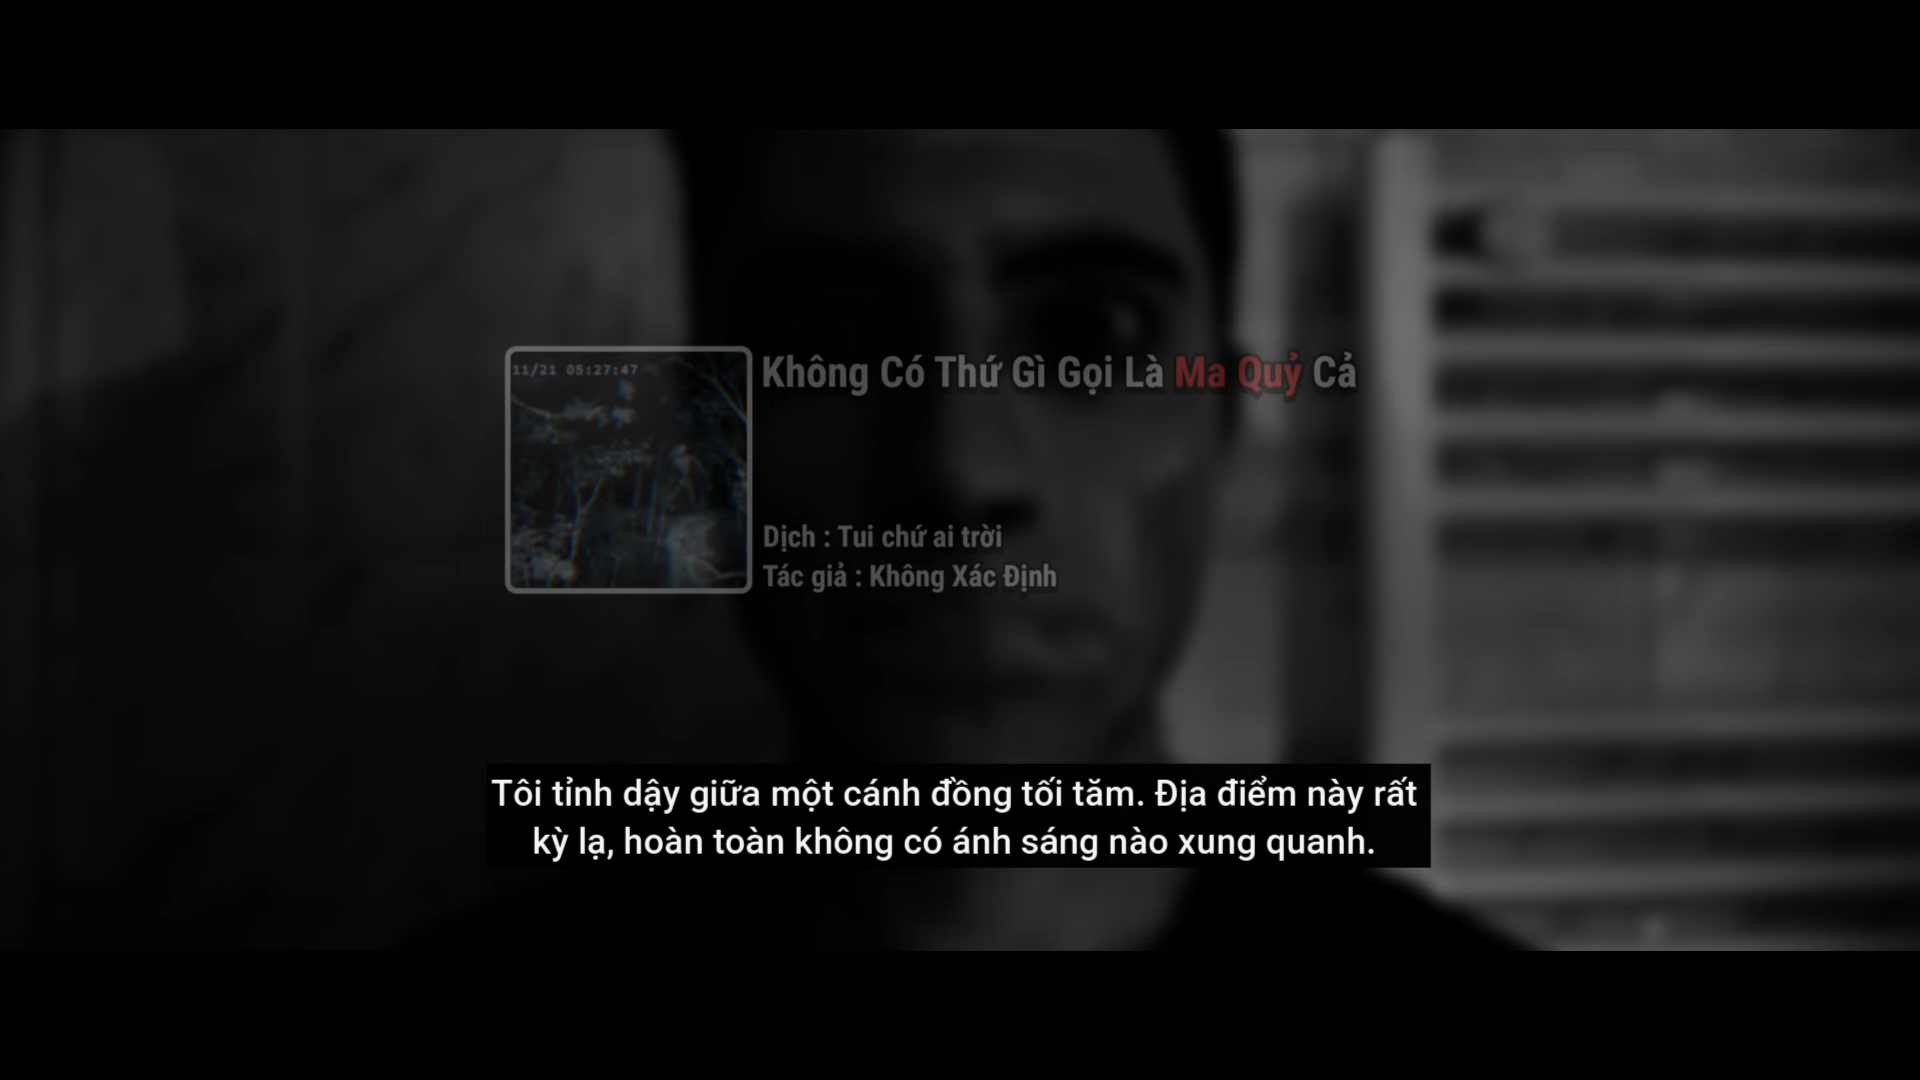 11/21 05:27:47
Không Có Thứ Gì Gọi Là Ma Quỷ Cả
Dịch : Tui chứ ai trời
Tác giả : Không Xác Định
Tôi tỉnh dậy giữa một cánh đồng tối tăm. Địa điểm này rất
kỳ lạ, hoàn toàn không có ánh sáng nào xung quanh.